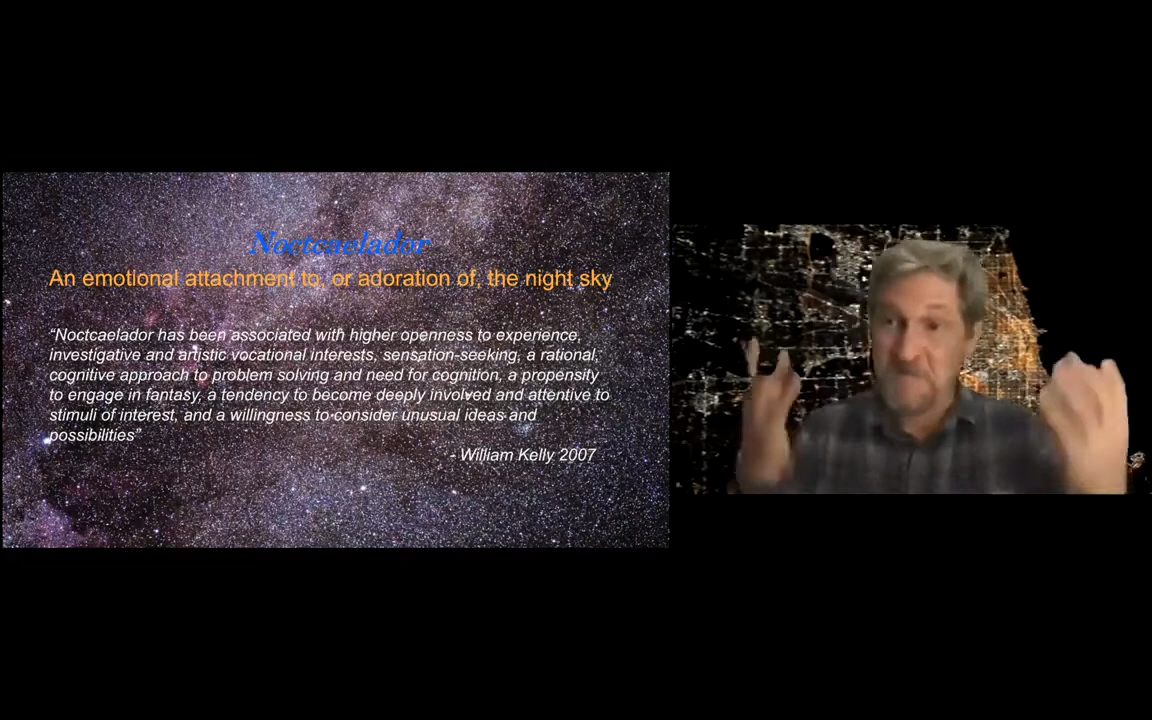 Noctcaelador
An emotional attachment to, or adoration of, the night sky
“Noctcaelador has been associated with higher openness to experience,
investigative and artistic vocational interests, sensation-seeking, a rational,
cognitive approach to problem solving and need for cognition, a propensity
to engage in fantasy, a tendency to become deeply involved and attentive to
stimuli of interest, and a willingness to consider unusual ideas and
possibilities”
- William Kelly 2007